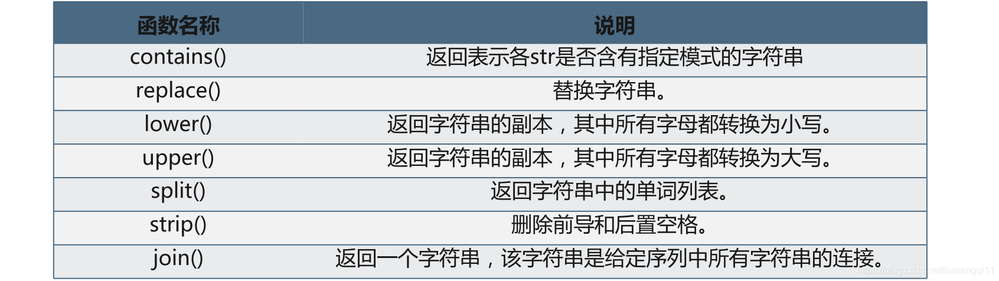 函数名称 说明
contains() 返回表示各str是否含有指定模式的字符串
replace() 替换字符串。
lower() 返回字符串的副本，其中所有字母都转换为小写。
upper() 返回字符串的副本，其中所有字母都转换为大写。
split() 返回字符串中的单词列表。
strip() 删除前导和后置空格。
join() 返回一个字符串，该字符串是给定序列中所有字符串的连接。
https://blog.csdn.net/liumengqi11